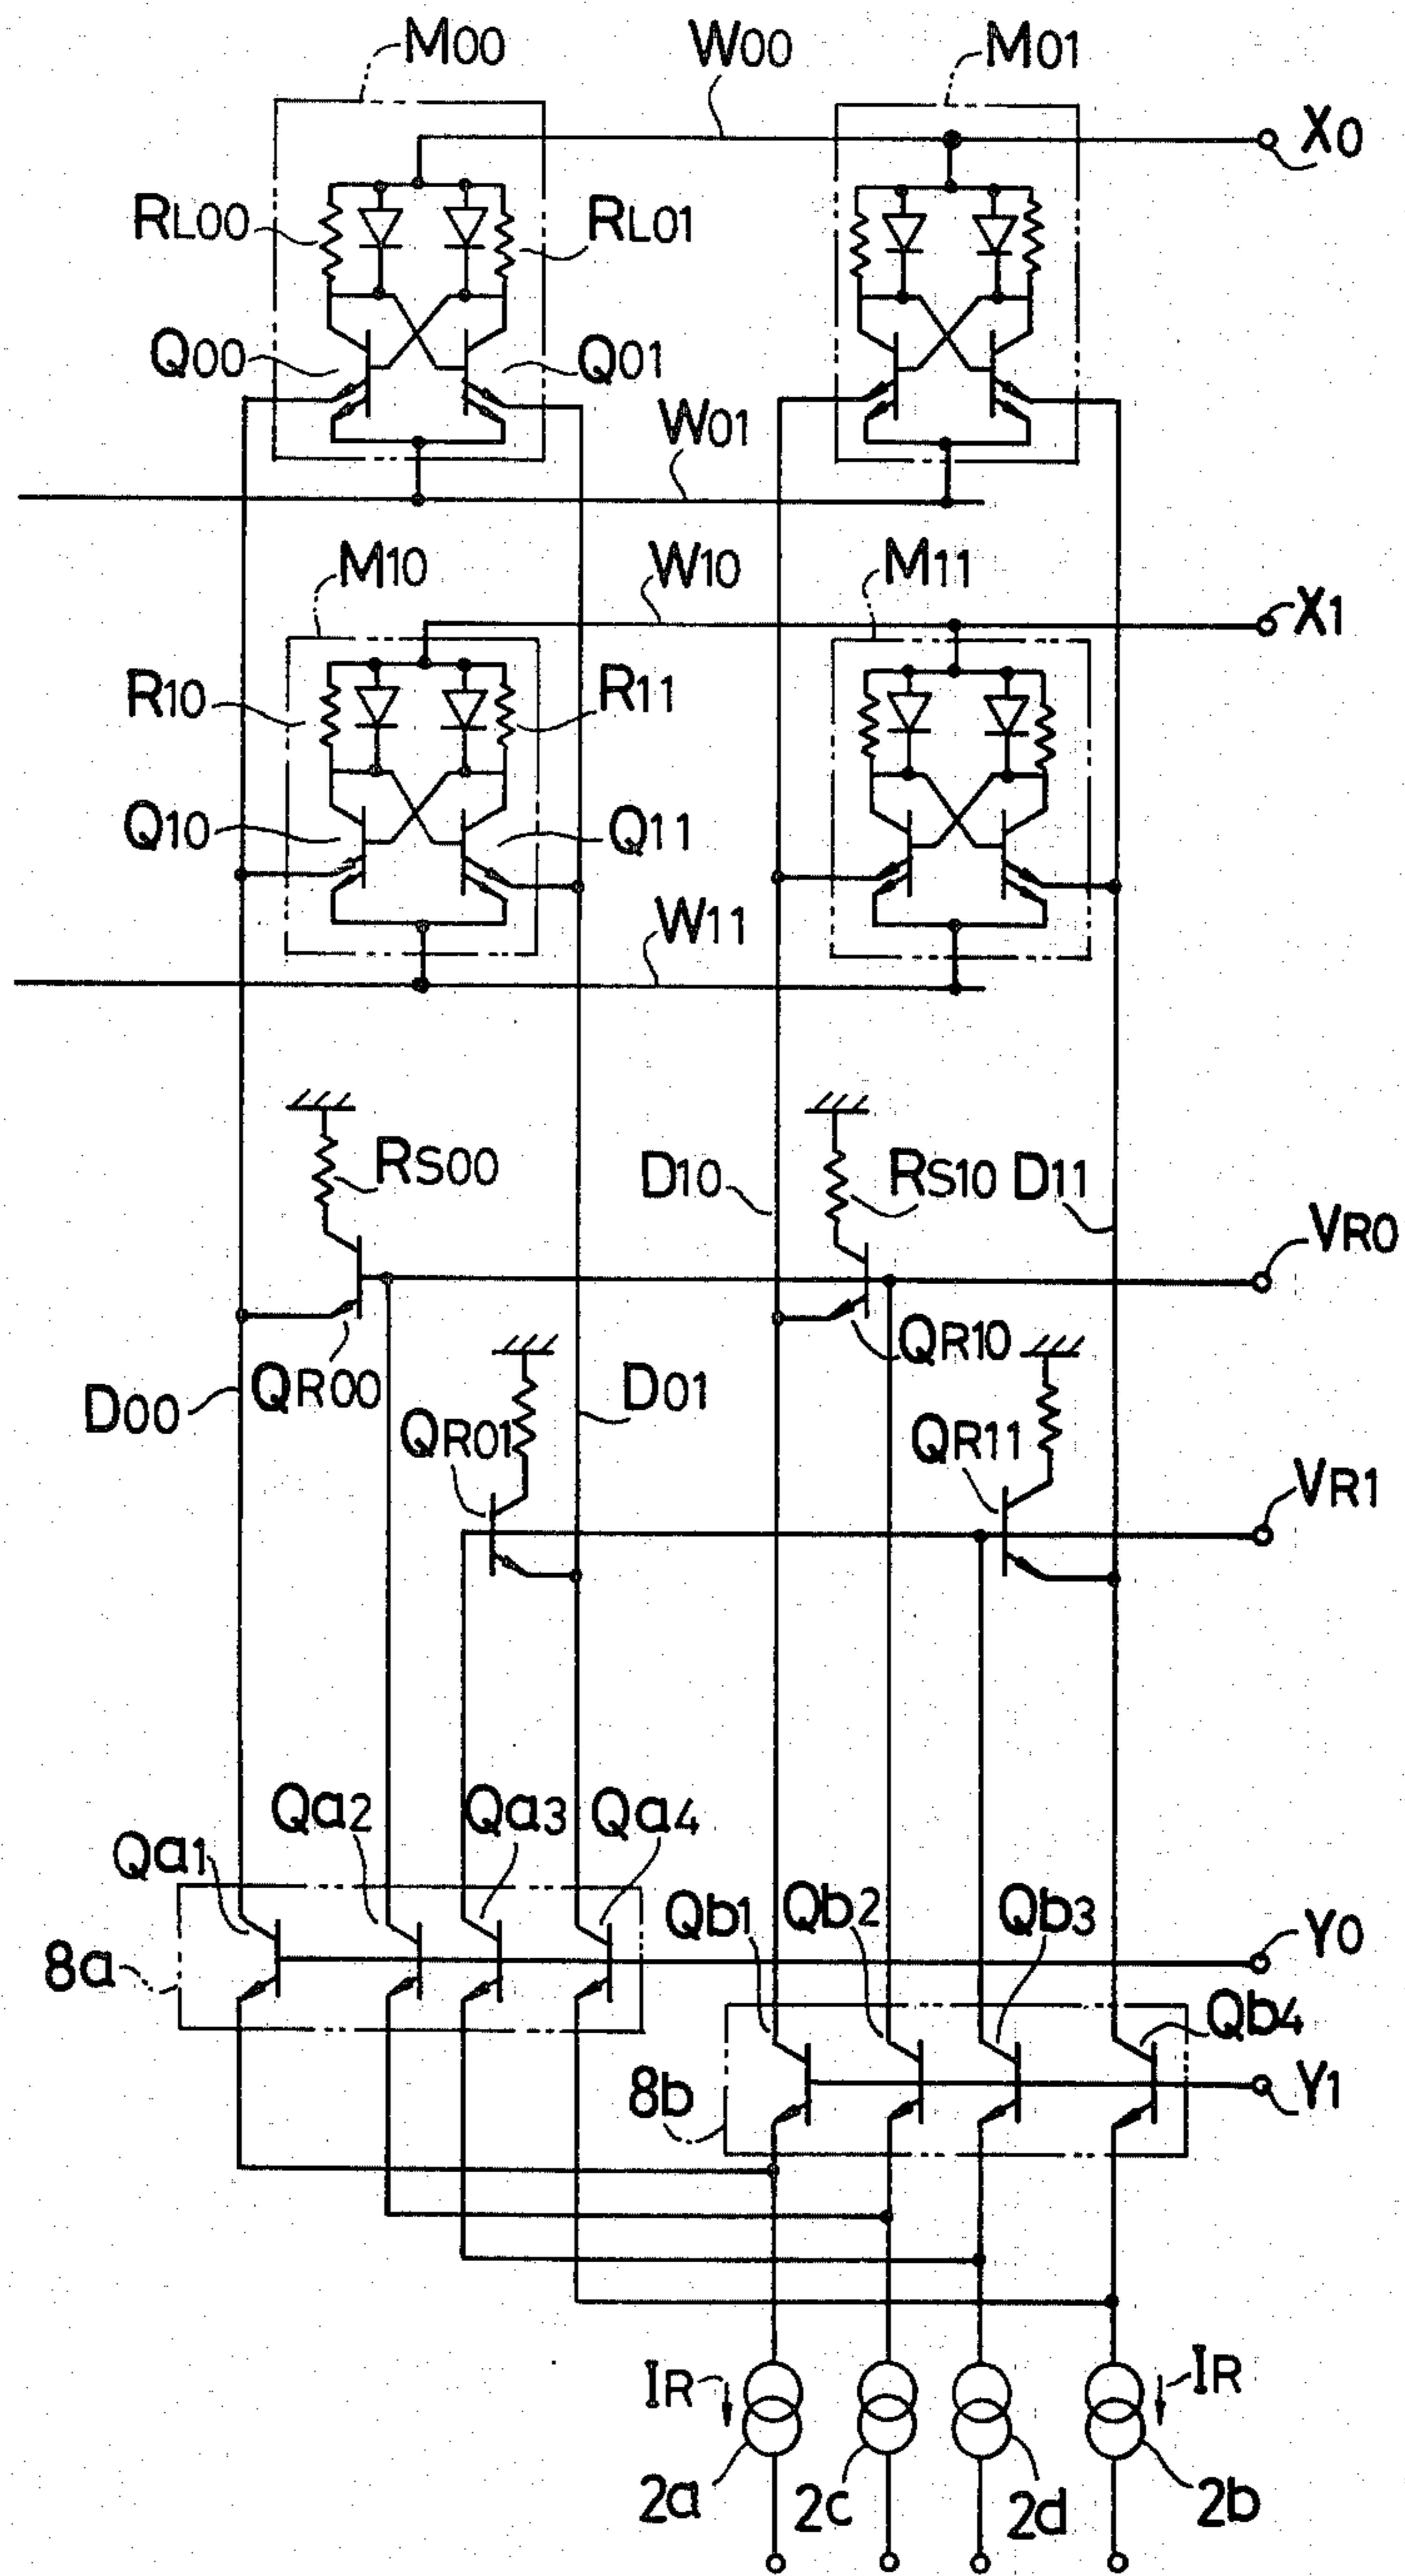 M00 W00 M01
X0
RL00 RL01
Q00 Q01
W01
M10 W10 M11
X1
R10 R11
Q10 Q11
W11
RS00 D10 RS10 D11
VR0
QR00 QR10
D00 D01
QR01 QR11
VR1
Qa1 Qa2 Qa3 Qa4
Qb1 Qb2 Qb3
Y0
8a
Qb4
8b Y1
IR IR
2a 2c 2d 2b